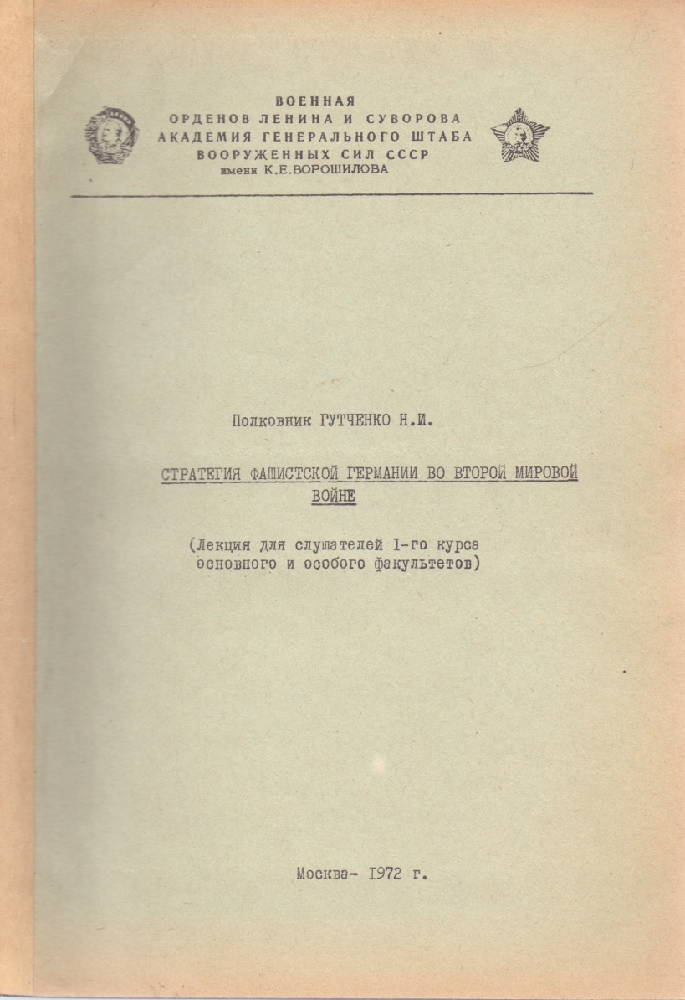 ВОЕННАЯ
ОРДЕНОВ ЛЕНИНА И СУВОРОВА
АКАДЕМИЯ ГЕНЕРАЛЬНОГО ШТАБА
ВООРУЖЕННЫХ СИЛ СССР
имени К.Е.ВОРОШИЛОВА
Полковник ГУТЧЕНКО Н.И.
СТРАТЕГИЯ ФАШИСТСКОЙ ГЕРМАНИИ ВО ВТОРОЙ МИРОВОЙ
ВОЙНЕ
(Лекция для слушателей I-го курса
основного и особого факультетов)
Москва- 1972 г.